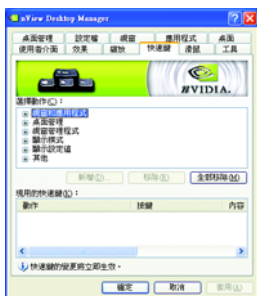 nView Desktop Manager
桌面管理 設定檔 視窗 應用程式 桌面
使用者介面 效果 縮放 快速鍵 滑鼠 工具
NVIDIA.
選擇動作(C):
視窗和應用程式
桌面管理
視窗管理程式
顯示模式
顯示設定值
其他
新增(D)... 移除(R) 全部移除(M)
現用的快速鍵(K):
動作 按鍵 內容
快速鍵的變更將立即生效。
確定 取消 套用(A)